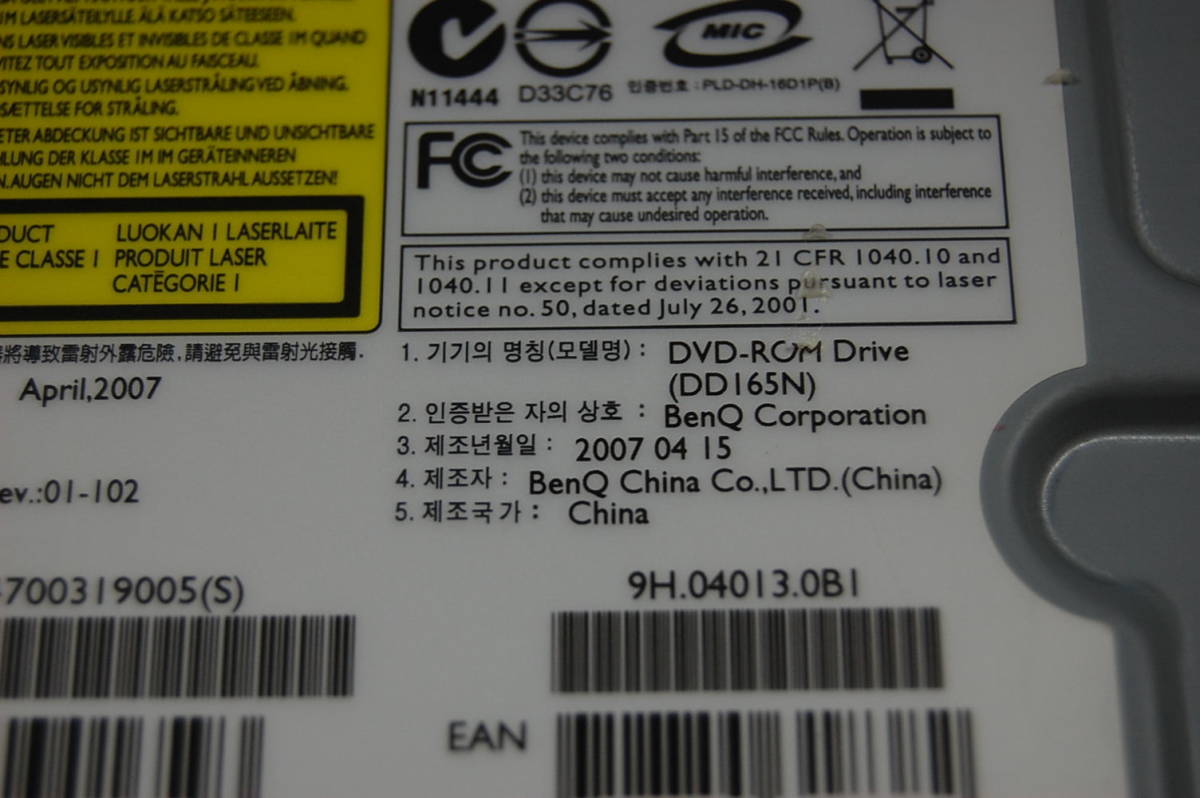 IM LASERSÄTEILYLLE. ÄLÄ KATSO SÄTEESEEN.
NS LASER VISIBLES ET INVISIBLES DE CLASSE IM QUAND
VITEZ TOUT EXPOSITION AU FAISCEAU.
SYNLIG OG USYNLIG LASERSTRÅLING VED ÅBNING.
SÆTTELSE FOR STRÅLING.
ETER ABDECKUNG IST SICHTBARE UND UNSICHTBARE
HLUNG DER KLASSE IM IM GERÄTEINNEREN
N. AUGEN NICHT DEM LASERSTRAHL AUSSETZEN!
DUCT LUOKAN I LASERLAITE
E CLASSE I PRODUIT LASER
CATĒGORIE I
將導致雷射外露危險,請避免與雷射光接觸.
April,2007
ev.:01-102
4700319005(S)
N11444 D33C76
MIC
인증번호 : PLD-DH-16D1P(B)
FC
This device complies with Part 15 of the FCC Rules. Operation is subject to
the following two conditions:
(1) this device may not cause harmful interference, and
(2) this device must accept any interference received, including interference
that may cause undesired operation.
This product complies with 21 CFR 1040.10 and
1040.11 except for deviations pursuant to laser
notice no. 50, dated July 26, 2001.
1. 기기의 명칭(모델명) : DVD-ROM Drive
(DD165N)
2. 인증받은 자의 상호 : BenQ Corporation
3. 제조년월일 : 2007 04 15
4. 제조자 : BenQ China Co.,LTD.(China)
5. 제조국가 : China
9H.04013.0B1
EAN